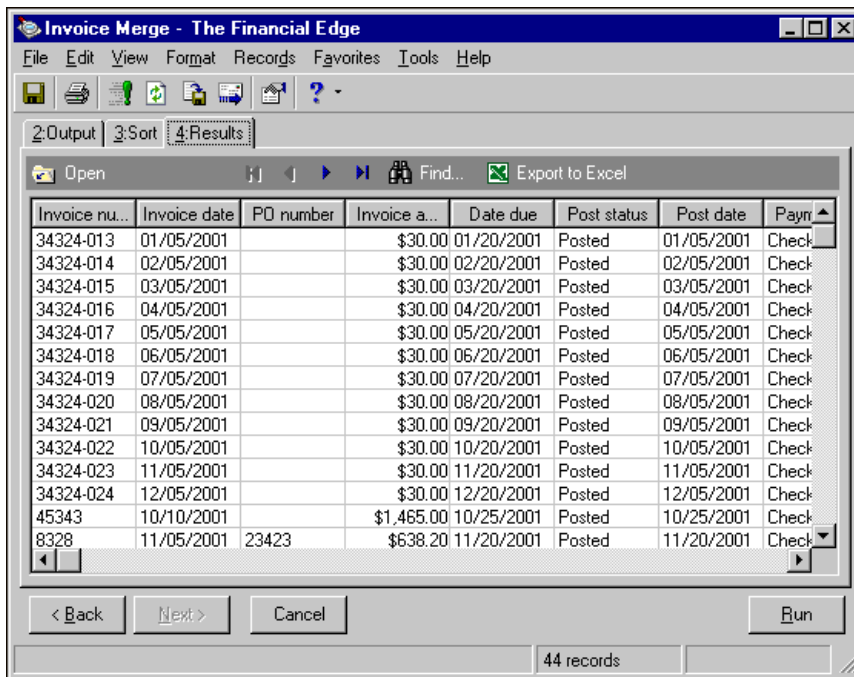 Invoice Merge - The Financial Edge
File Edit View Format Records Favorites Tools Help
2:Output 3:Sort 4:Results
Open Find... Export to Excel
Invoice nu... Invoice date PO number Invoice a... Date due Post status Post date Paym
34324-013 01/05/2001 $30.00 01/20/2001 Posted 01/05/2001 Check
34324-014 02/05/2001 $30.00 02/20/2001 Posted 02/05/2001 Check
34324-015 03/05/2001 $30.00 03/20/2001 Posted 03/05/2001 Check
34324-016 04/05/2001 $30.00 04/20/2001 Posted 04/05/2001 Check
34324-017 05/05/2001 $30.00 05/20/2001 Posted 05/05/2001 Check
34324-018 06/05/2001 $30.00 06/20/2001 Posted 06/05/2001 Check
34324-019 07/05/2001 $30.00 07/20/2001 Posted 07/05/2001 Check
34324-020 08/05/2001 $30.00 08/20/2001 Posted 08/05/2001 Check
34324-021 09/05/2001 $30.00 09/20/2001 Posted 09/05/2001 Check
34324-022 10/05/2001 $30.00 10/20/2001 Posted 10/05/2001 Check
34324-023 11/05/2001 $30.00 11/20/2001 Posted 11/05/2001 Check
34324-024 12/05/2001 $30.00 12/20/2001 Posted 12/05/2001 Check
45343 10/10/2001 $1,465.00 10/25/2001 Posted 10/25/2001 Check
8328 11/05/2001 23423 $638.20 11/20/2001 Posted 11/20/2001 Check
< Back Next > Cancel Run
44 records